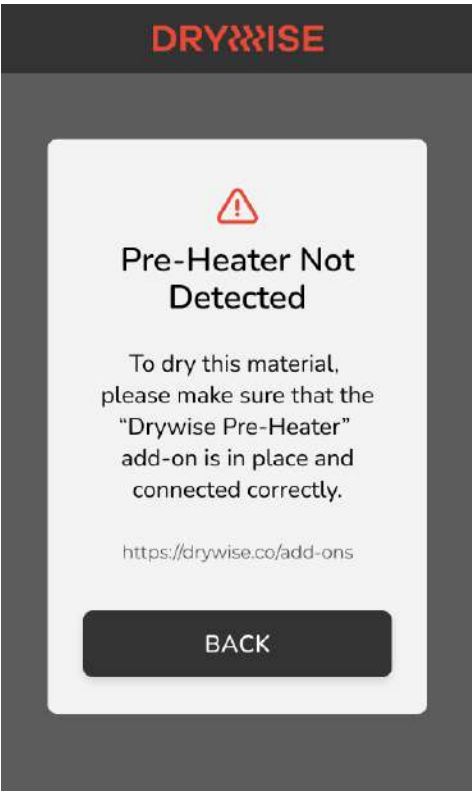 DRYWISE
Pre-Heater Not
Detected
To dry this material,
please make sure that the
“Drywise Pre-Heater”
add-on is in place and
connected correctly.
https://drywise.co/add-ons
BACK